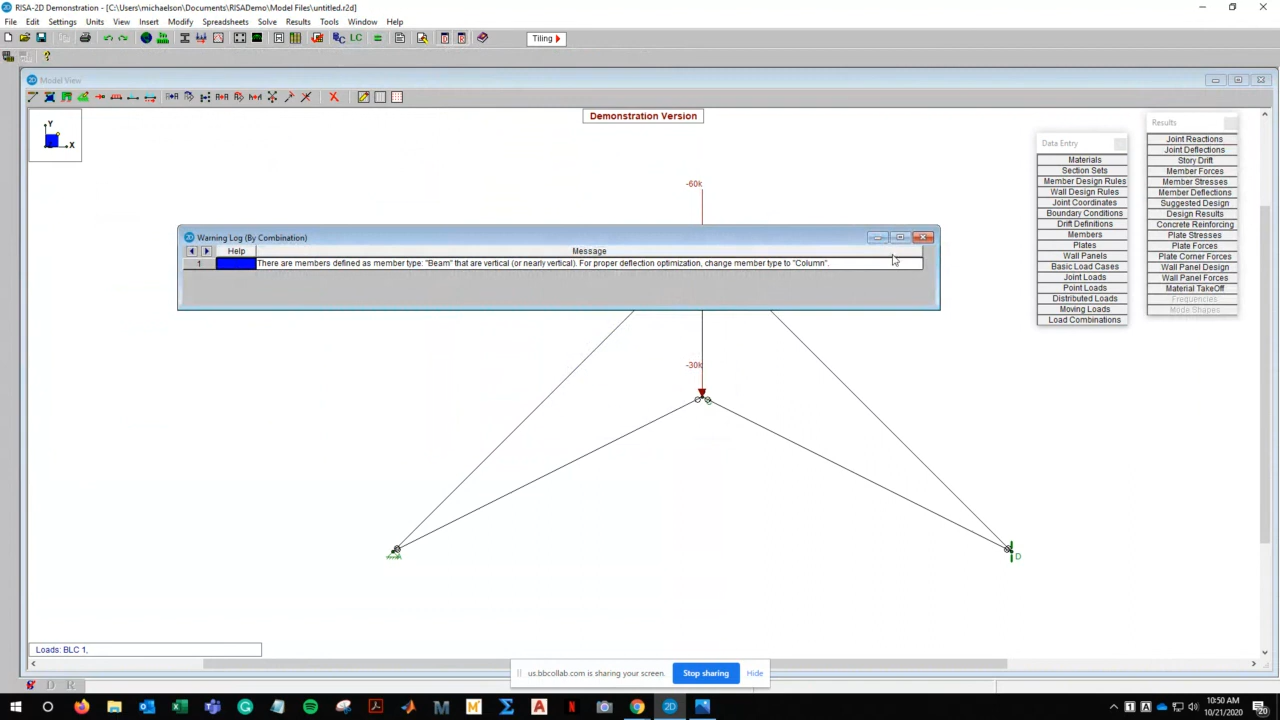 RISA-2D Demonstration - [C:\Users\michaelson\Documents\RISADemo\Model Files\untitled.r2d]
File Edit Settings Units View Insert Modify Spreadsheets Solve Results Tools Window Help
LC
Tiling
Model View
Demonstration Version
Y
X
-60k
Warning Log (By Combination)
Help Message
1 There are members defined as member type: "Beam" that are vertical (or nearly vertical). For proper deflection optimization, change member type to "Column".
-30k
D
Data Entry
Materials
Section Sets
Member Design Rules
Wall Design Rules
Joint Coordinates
Boundary Conditions
Drift Definitions
Members
Plates
Wall Panels
Basic Load Cases
Joint Loads
Point Loads
Distributed Loads
Moving Loads
Load Combinations
Results
Joint Reactions
Joint Deflections
Story Drift
Member Forces
Member Stresses
Member Deflections
Suggested Design
Design Results
Concrete Reinforcing
Plate Stresses
Plate Forces
Plate Corner Forces
Wall Panel Design
Wall Panel Forces
Material TakeOff
Frequencies
Mode Shapes
Loads: BLC 1,
us.bbcollab.com is sharing your screen. Stop sharing Hide
D R
10:50 AM
10/21/2020
20